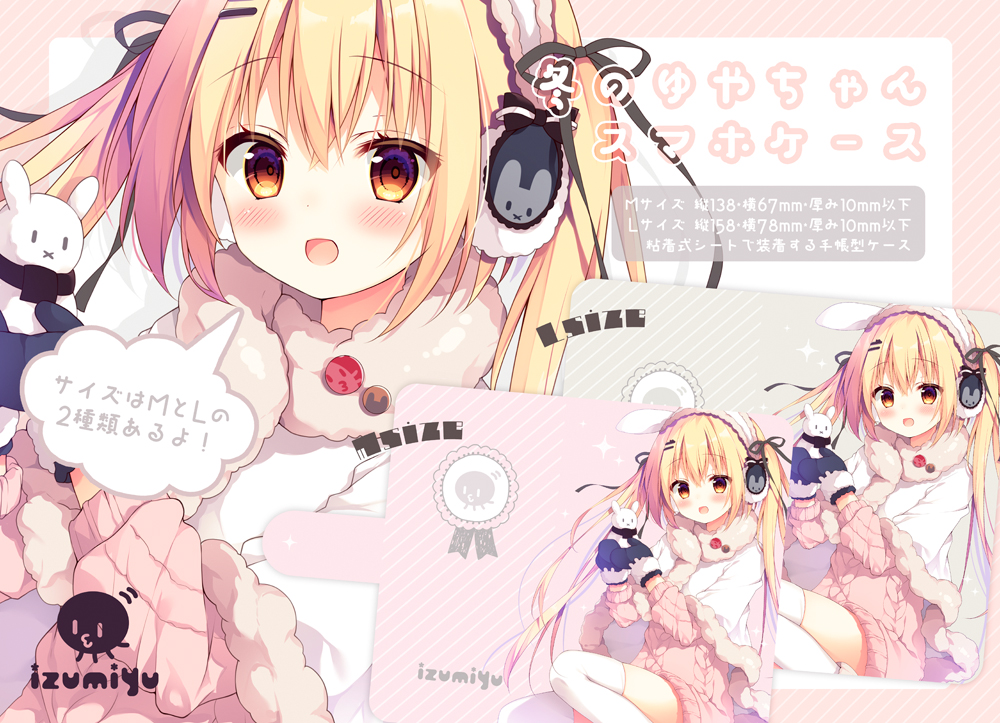 冬のゆやちゃん
スマホケース
Mサイズ 縦138・横67mm・厚み10mm以下
Lサイズ 縦158・横78mm・厚み10mm以下
粘着式シートで装着する手帳型ケース
L size
サイズはMとLの
2種類あるよ!
M size
izumiyu
izumiyu